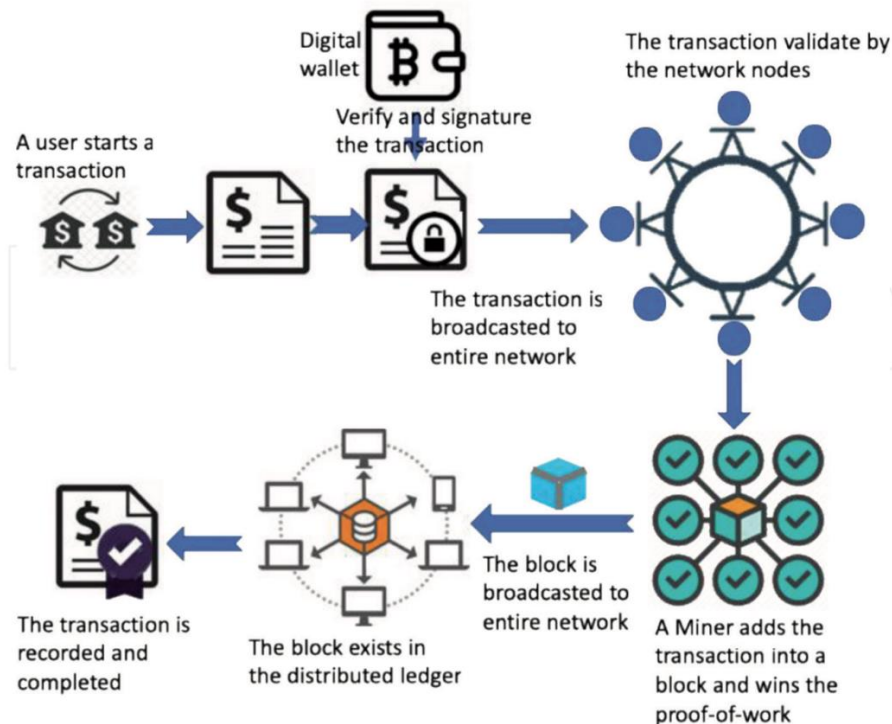 Digital
wallet
The transaction validate by
the network nodes
Verify and signature
the transaction
A user starts a
transaction
The transaction is
broadcasted to
entire network
The block is
broadcasted to
entire network
A Miner adds the
transaction into a
block and wins the
proof-of-work
The block exists in
the distributed ledger
The transaction is
recorded and
completed